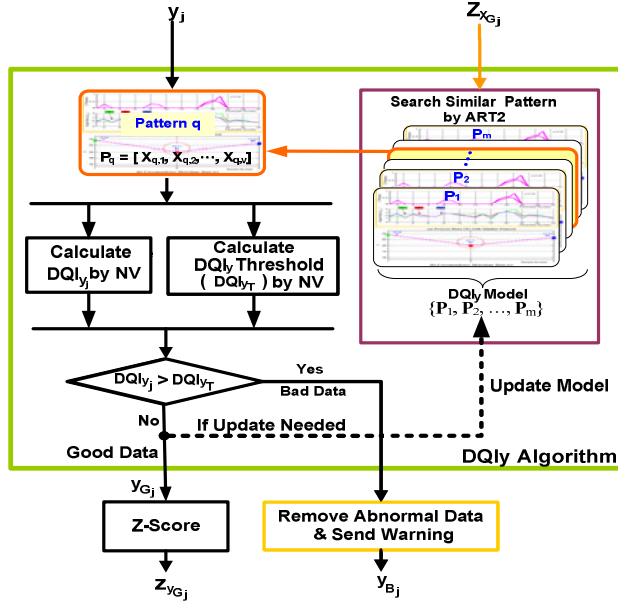 yj
ZXGj
Search Similar Pattern
by ART2
Pm
Pattern q
Pq = [ Xq,1, Xq,2,..., Xq,v]
P2
P1
Calculate
DQIyj by NV
Calculate
DQIy Threshold
( DQIyT ) by NV
DQIy Model
{P1, P2, ..., Pm}
DQIyj > DQIyT
Yes
Bad Data
Update Model
No
If Update Needed
Good Data
DQIy Algorithm
yGj
Z-Score
Remove Abnormal Data
& Send Warning
zyGj
yBj